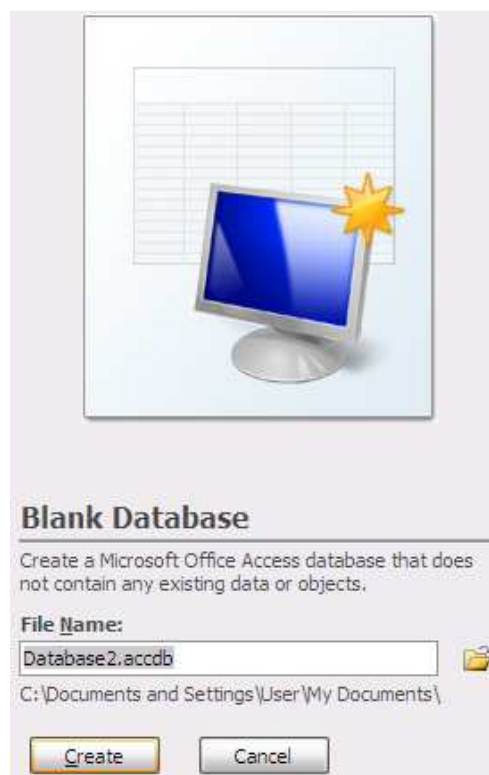 Blank Database
Create a Microsoft Office Access database that does
not contain any existing data or objects.
File Name:
Database2.accdb
C:\Documents and Settings\User\My Documents\
Create
Cancel